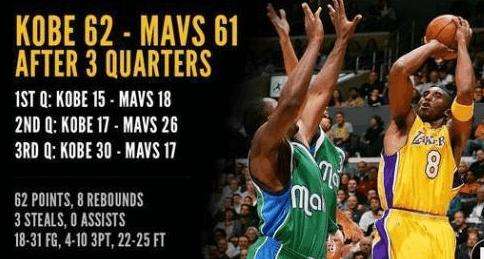 KOBE 62 - MAVS 61
AFTER 3 QUARTERS
1ST Q: KOBE 15 - MAVS 18
2ND Q: KOBE 17 - MAVS 26
3RD Q: KOBE 30 - MAVS 17
62 POINTS, 8 REBOUNDS
3 STEALS, 0 ASSISTS
18-31 FG, 4-10 3PT, 22-25 FT
LAKERS
8